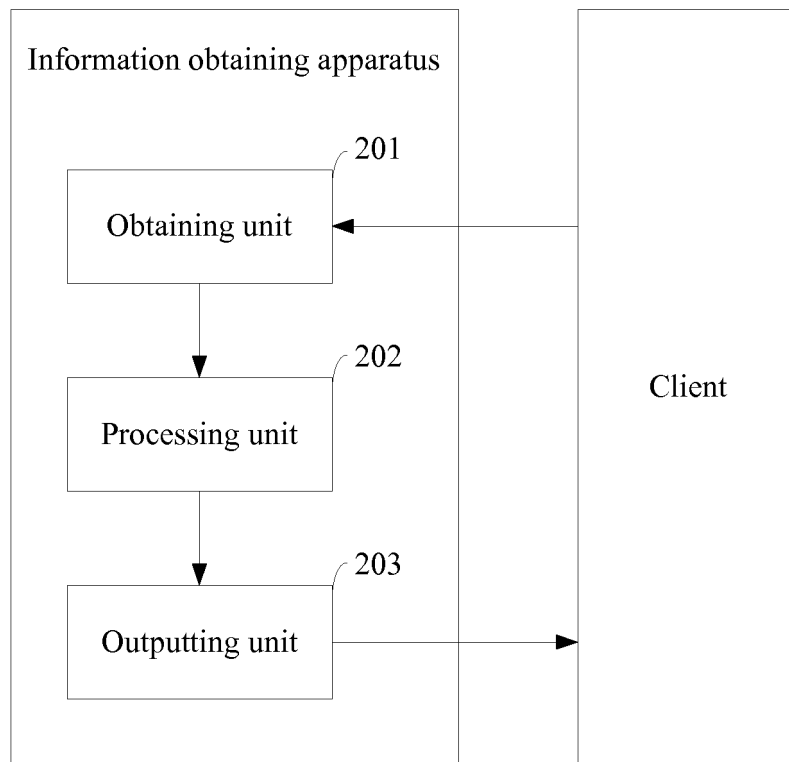 Information obtaining apparatus
201
Obtaining unit
202
Processing unit
Client
203
Outputting unit